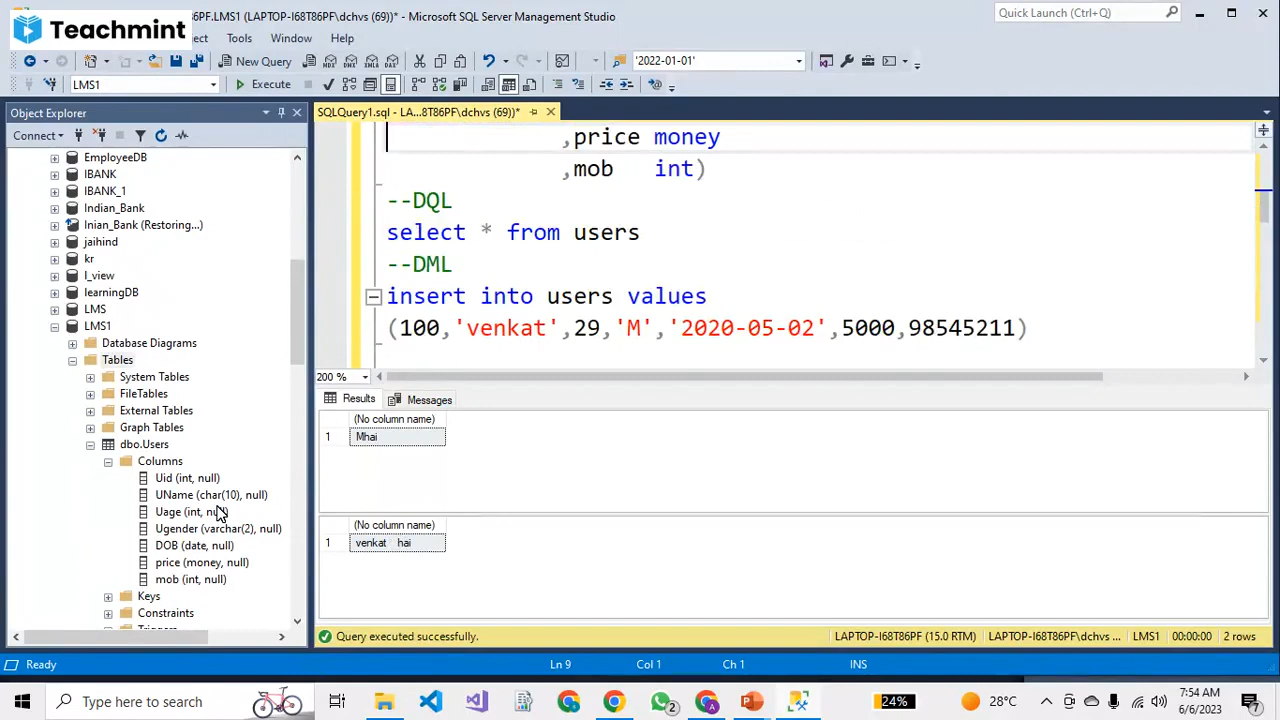 Teachmint
6PF.LMS1 (LAPTOP-I68T86PF\dchvs (69))* - Microsoft SQL Server Management Studio
Quick Launch (Ctrl+Q)
ct Tools Window Help
New Query
'2022-01-01'
LMS1
Execute
Object Explorer
SQLQuery1.sql - LA...8T86PF\dchvs (69))*
Connect
EmployeeDB
IBANK
IBANK_1
Indian_Bank
Inian_Bank (Restoring...)
jaihind
kr
l_view
learningDB
LMS
LMS1
Database Diagrams
Tables
System Tables
FileTables
External Tables
Graph Tables
dbo.Users
Columns
Uid (int, null)
UName (char(10), null)
Uage (int, null)
Ugender (varchar(2), null)
DOB (date, null)
price (money, null)
mob (int, null)
Keys
Constraints
,price money
,mob int)
--DQL
select * from users
--DML
insert into users values
(100,'venkat',29,'M','2020-05-02',5000,98545211)
200 %
Results Messages
(No column name)
1 Mhai
(No column name)
1 venkat hai
Query executed successfully.
LAPTOP-I68T86PF (15.0 RTM) LAPTOP-I68T86PF\dchvs ... LMS1 00:00:00 2 rows
Ready Ln 9 Col 1 Ch 1 INS
Type here to search
2
24%
28°C
7:54 AM
6/6/2023
7